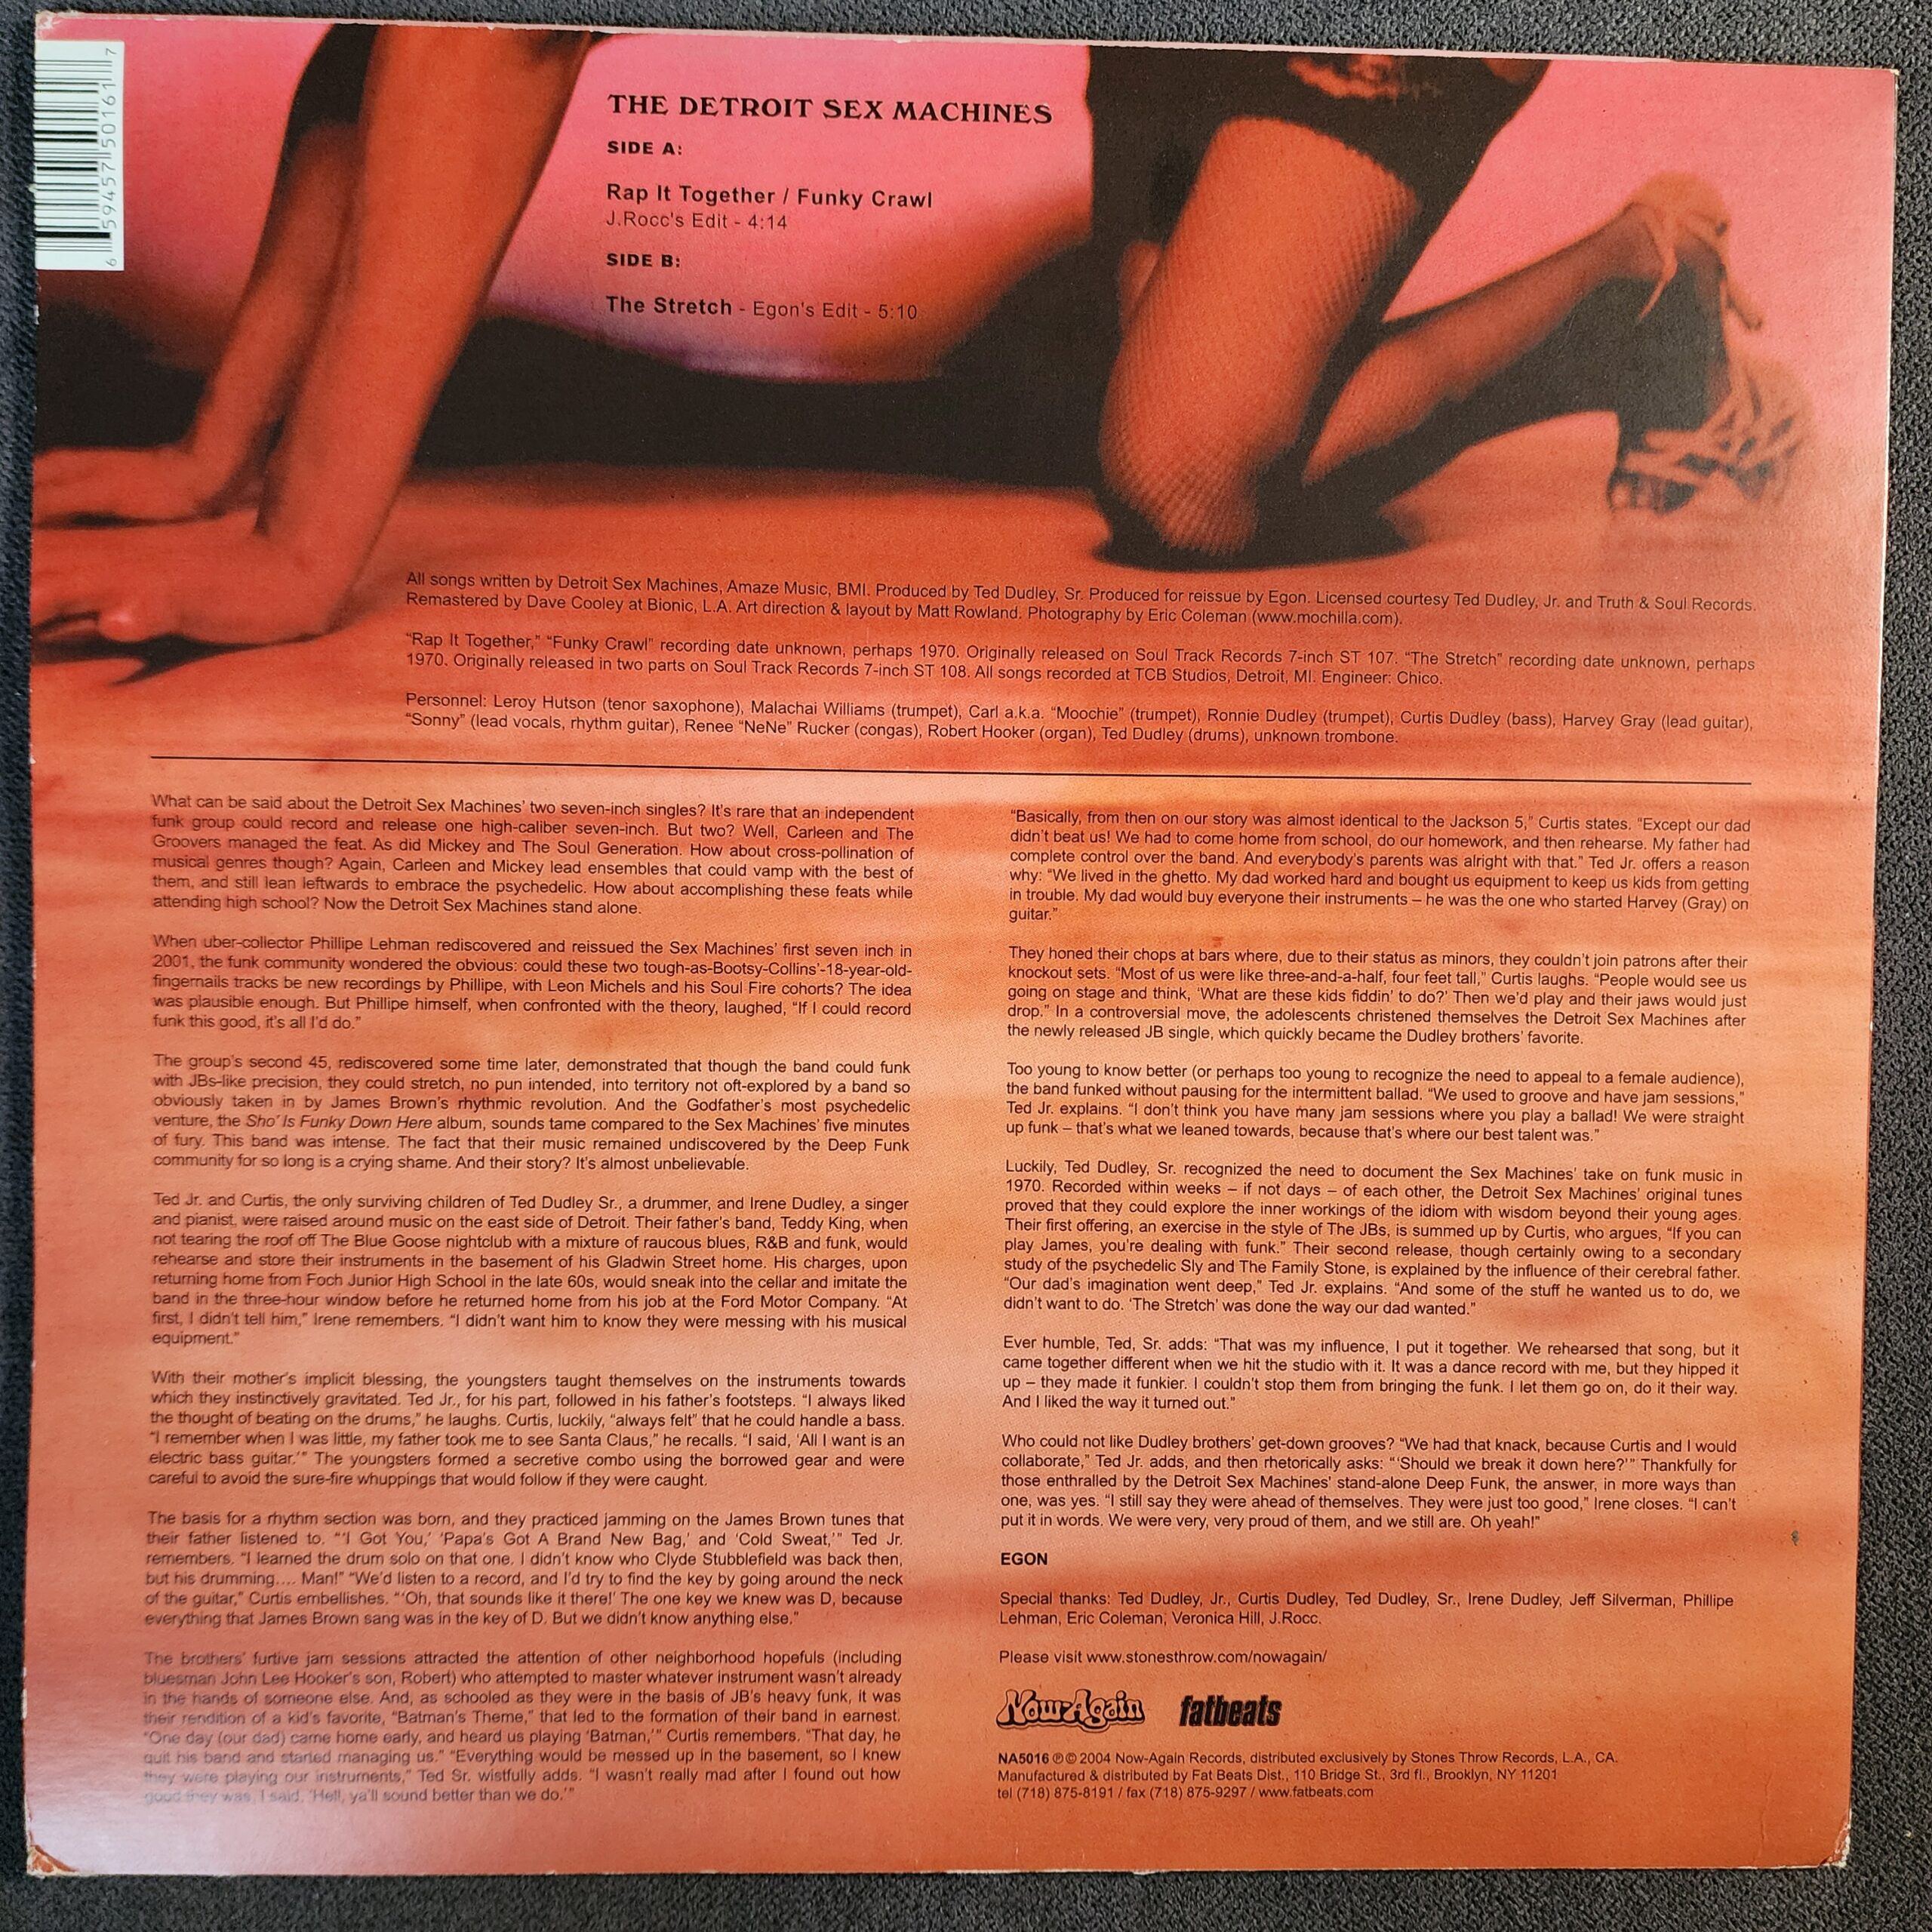 6 59457 50161 7
THE DETROIT SEX MACHINES
SIDE A:
Rap It Together / Funky Crawl
J.Rocc's Edit - 4:14
SIDE B:
The Stretch - Egon's Edit - 5:10
All songs written by Detroit Sex Machines, Amaze Music, BMI. Produced by Ted Dudley, Sr. Produced for reissue by Egon. Licensed courtesy Ted Dudley, Jr. and Truth & Soul Records.
Remastered by Dave Cooley at Bionic, L.A. Art direction & layout by Matt Rowland. Photography by Eric Coleman (www.mochilla.com).
“Rap It Together,” “Funky Crawl” recording date unknown, perhaps 1970. Originally released on Soul Track Records 7-inch ST 107. “The Stretch” recording date unknown, perhaps
1970. Originally released in two parts on Soul Track Records 7-inch ST 108. All songs recorded at TCB Studios, Detroit, MI. Engineer: Chico.
Personnel: Leroy Hutson (tenor saxophone), Malachai Williams (trumpet), Carl a.k.a. “Moochie” (trumpet), Ronnie Dudley (trumpet), Curtis Dudley (bass), Harvey Gray (lead guitar),
“Sonny” (lead vocals, rhythm guitar), Renee “NeNe” Rucker (congas), Robert Hooker (organ), Ted Dudley (drums), unknown trombone.
What can be said about the Detroit Sex Machines’ two seven-inch singles? It’s rare that an independent
funk group could record and release one high-caliber seven-inch. But two? Well, Carleen and The
Groovers managed the feat. As did Mickey and The Soul Generation. How about cross-pollination of
musical genres though? Again, Carleen and Mickey lead ensembles that could vamp with the best of
them, and still lean leftwards to embrace the psychedelic. How about accomplishing these feats while
attending high school? Now the Detroit Sex Machines stand alone.
When uber-collector Phillipe Lehman rediscovered and reissued the Sex Machines’ first seven inch in
2001, the funk community wondered the obvious: could these two tough-as-Bootsy-Collins’-18-year-old-
fingernails tracks be new recordings by Phillipe, with Leon Michels and his Soul Fire cohorts? The idea
was plausible enough. But Phillipe himself, when confronted with the theory, laughed, “If I could record
funk this good, it’s all I’d do.”
The group’s second 45, rediscovered some time later, demonstrated that though the band could funk
with JBs-like precision, they could stretch, no pun intended, into territory not oft-explored by a band so
obviously taken in by James Brown’s rhythmic revolution. And the Godfather’s most psychedelic
venture, the Sho’ Is Funky Down Here album, sounds tame compared to the Sex Machines’ five minutes
of fury. This band was intense. The fact that their music remained undiscovered by the Deep Funk
community for so long is a crying shame. And their story? It’s almost unbelievable.
Ted Jr. and Curtis, the only surviving children of Ted Dudley Sr., a drummer, and Irene Dudley, a singer
and pianist, were raised around music on the east side of Detroit. Their father’s band, Teddy King, when
not tearing the roof off The Blue Goose nightclub with a mixture of raucous blues, R&B and funk, would
rehearse and store their instruments in the basement of his Gladwin Street home. His charges, upon
returning home from Foch Junior High School in the late 60s, would sneak into the cellar and imitate the
band in the three-hour window before he returned home from his job at the Ford Motor Company. “At
first, I didn’t tell him,” Irene remembers. “I didn’t want him to know they were messing with his musical
equipment.”
With their mother’s implicit blessing, the youngsters taught themselves on the instruments towards
which they instinctively gravitated. Ted Jr., for his part, followed in his father’s footsteps. “I always liked
the thought of beating on the drums,” he laughs. Curtis, luckily, “always felt” that he could handle a bass.
“I remember when I was little, my father took me to see Santa Claus,” he recalls. “I said, ‘All I want is an
electric bass guitar.’” The youngsters formed a secretive combo using the borrowed gear and were
careful to avoid the sure-fire whuppings that would follow if they were caught.
The basis for a rhythm section was born, and they practiced jamming on the James Brown tunes that
their father listened to. “‘I Got You,’ ‘Papa’s Got A Brand New Bag,’ and ‘Cold Sweat,’” Ted Jr.
remembers. “I learned the drum solo on that one. I didn’t know who Clyde Stubblefield was back then,
but his drumming.... Man!” “We’d listen to a record, and I’d try to find the key by going around the neck
of the guitar,” Curtis embellishes. “‘Oh, that sounds like it there!’ The one key we knew was D, because
everything that James Brown sang was in the key of D. But we didn’t know anything else.”
The brothers’ furtive jam sessions attracted the attention of other neighborhood hopefuls (including
bluesman John Lee Hooker’s son, Robert) who attempted to master whatever instrument wasn’t already
in the hands of someone else. And, as schooled as they were in the basis of JB’s heavy funk, it was
their rendition of a kid’s favorite, “Batman’s Theme,” that led to the formation of their band in earnest.
“One day (our dad) came home early, and heard us playing ‘Batman,’” Curtis remembers. “That day, he
quit his band and started managing us.” “Everything would be messed up in the basement, so I knew
they were playing our instruments,” Ted Sr. wistfully adds. “I wasn’t really mad after I found out how
good they was, I said, ‘Hell, ya’ll sound better than we do.’”
“Basically, from then on our story was almost identical to the Jackson 5,” Curtis states. “Except our dad
didn’t beat us! We had to come home from school, do our homework, and then rehearse. My father had
complete control over the band. And everybody’s parents was alright with that.” Ted Jr. offers a reason
why: “We lived in the ghetto. My dad worked hard and bought us equipment to keep us kids from getting
in trouble. My dad would buy everyone their instruments – he was the one who started Harvey (Gray) on
guitar.”
They honed their chops at bars where, due to their status as minors, they couldn’t join patrons after their
knockout sets. “Most of us were like three-and-a-half, four feet tall,” Curtis laughs. “People would see us
going on stage and think, ‘What are these kids fiddin’ to do?’ Then we’d play and their jaws would just
drop.” In a controversial move, the adolescents christened themselves the Detroit Sex Machines after
the newly released JB single, which quickly became the Dudley brothers’ favorite.
Too young to know better (or perhaps too young to recognize the need to appeal to a female audience),
the band funked without pausing for the intermittent ballad. “We used to groove and have jam sessions,”
Ted Jr. explains. “I don’t think you have many jam sessions where you play a ballad! We were straight
up funk – that’s what we leaned towards, because that’s where our best talent was.”
Luckily, Ted Dudley, Sr. recognized the need to document the Sex Machines’ take on funk music in
1970. Recorded within weeks – if not days – of each other, the Detroit Sex Machines’ original tunes
proved that they could explore the inner workings of the idiom with wisdom beyond their young ages.
Their first offering, an exercise in the style of The JBs, is summed up by Curtis, who argues, “If you can
play James, you’re dealing with funk.” Their second release, though certainly owing to a secondary
study of the psychedelic Sly and The Family Stone, is explained by the influence of their cerebral father.
“Our dad’s imagination went deep,” Ted Jr. explains. “And some of the stuff he wanted us to do, we
didn’t want to do. ‘The Stretch’ was done the way our dad wanted.”
Ever humble, Ted, Sr. adds: “That was my influence, I put it together. We rehearsed that song, but it
came together different when we hit the studio with it. It was a dance record with me, but they hipped it
up – they made it funkier. I couldn’t stop them from bringing the funk. I let them go on, do it their way.
And I liked the way it turned out.”
Who could not like Dudley brothers’ get-down grooves? “We had that knack, because Curtis and I would
collaborate,” Ted Jr. adds, and then rhetorically asks: “‘Should we break it down here?’” Thankfully for
those enthralled by the Detroit Sex Machines’ stand-alone Deep Funk, the answer, in more ways than
one, was yes. “I still say they were ahead of themselves. They were just too good,” Irene closes. “I can’t
put it in words. We were very, very proud of them, and we still are. Oh yeah!”
EGON
Special thanks: Ted Dudley, Jr., Curtis Dudley, Ted Dudley, Sr., Irene Dudley, Jeff Silverman, Phillipe
Lehman, Eric Coleman, Veronica Hill, J.Rocc.
Please visit www.stonesthrow.com/nowagain/
Now-Again fatbeats
NA5016 ℗© 2004 Now-Again Records, distributed exclusively by Stones Throw Records, L.A., CA.
Manufactured & distributed by Fat Beats Dist., 110 Bridge St., 3rd fl., Brooklyn, NY 11201
tel (718) 875-8191 / fax (718) 875-9297 / www.fatbeats.com